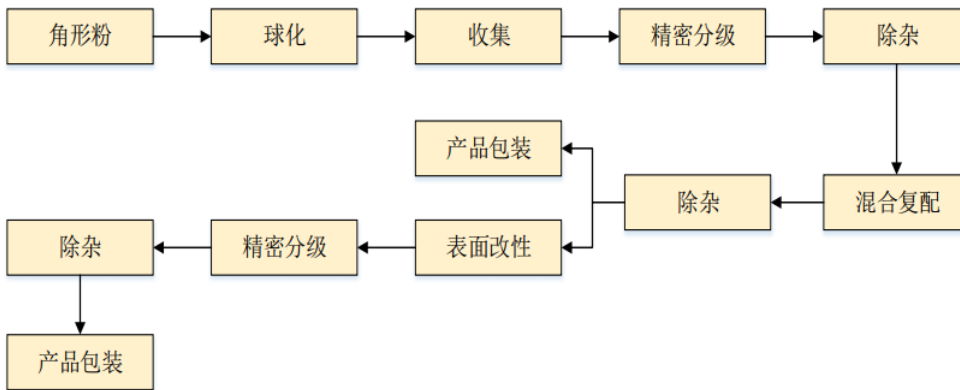 角形粉
球化
收集
精密分级
除杂
产品包装
除杂
混合复配
除杂
精密分级
表面改性
产品包装